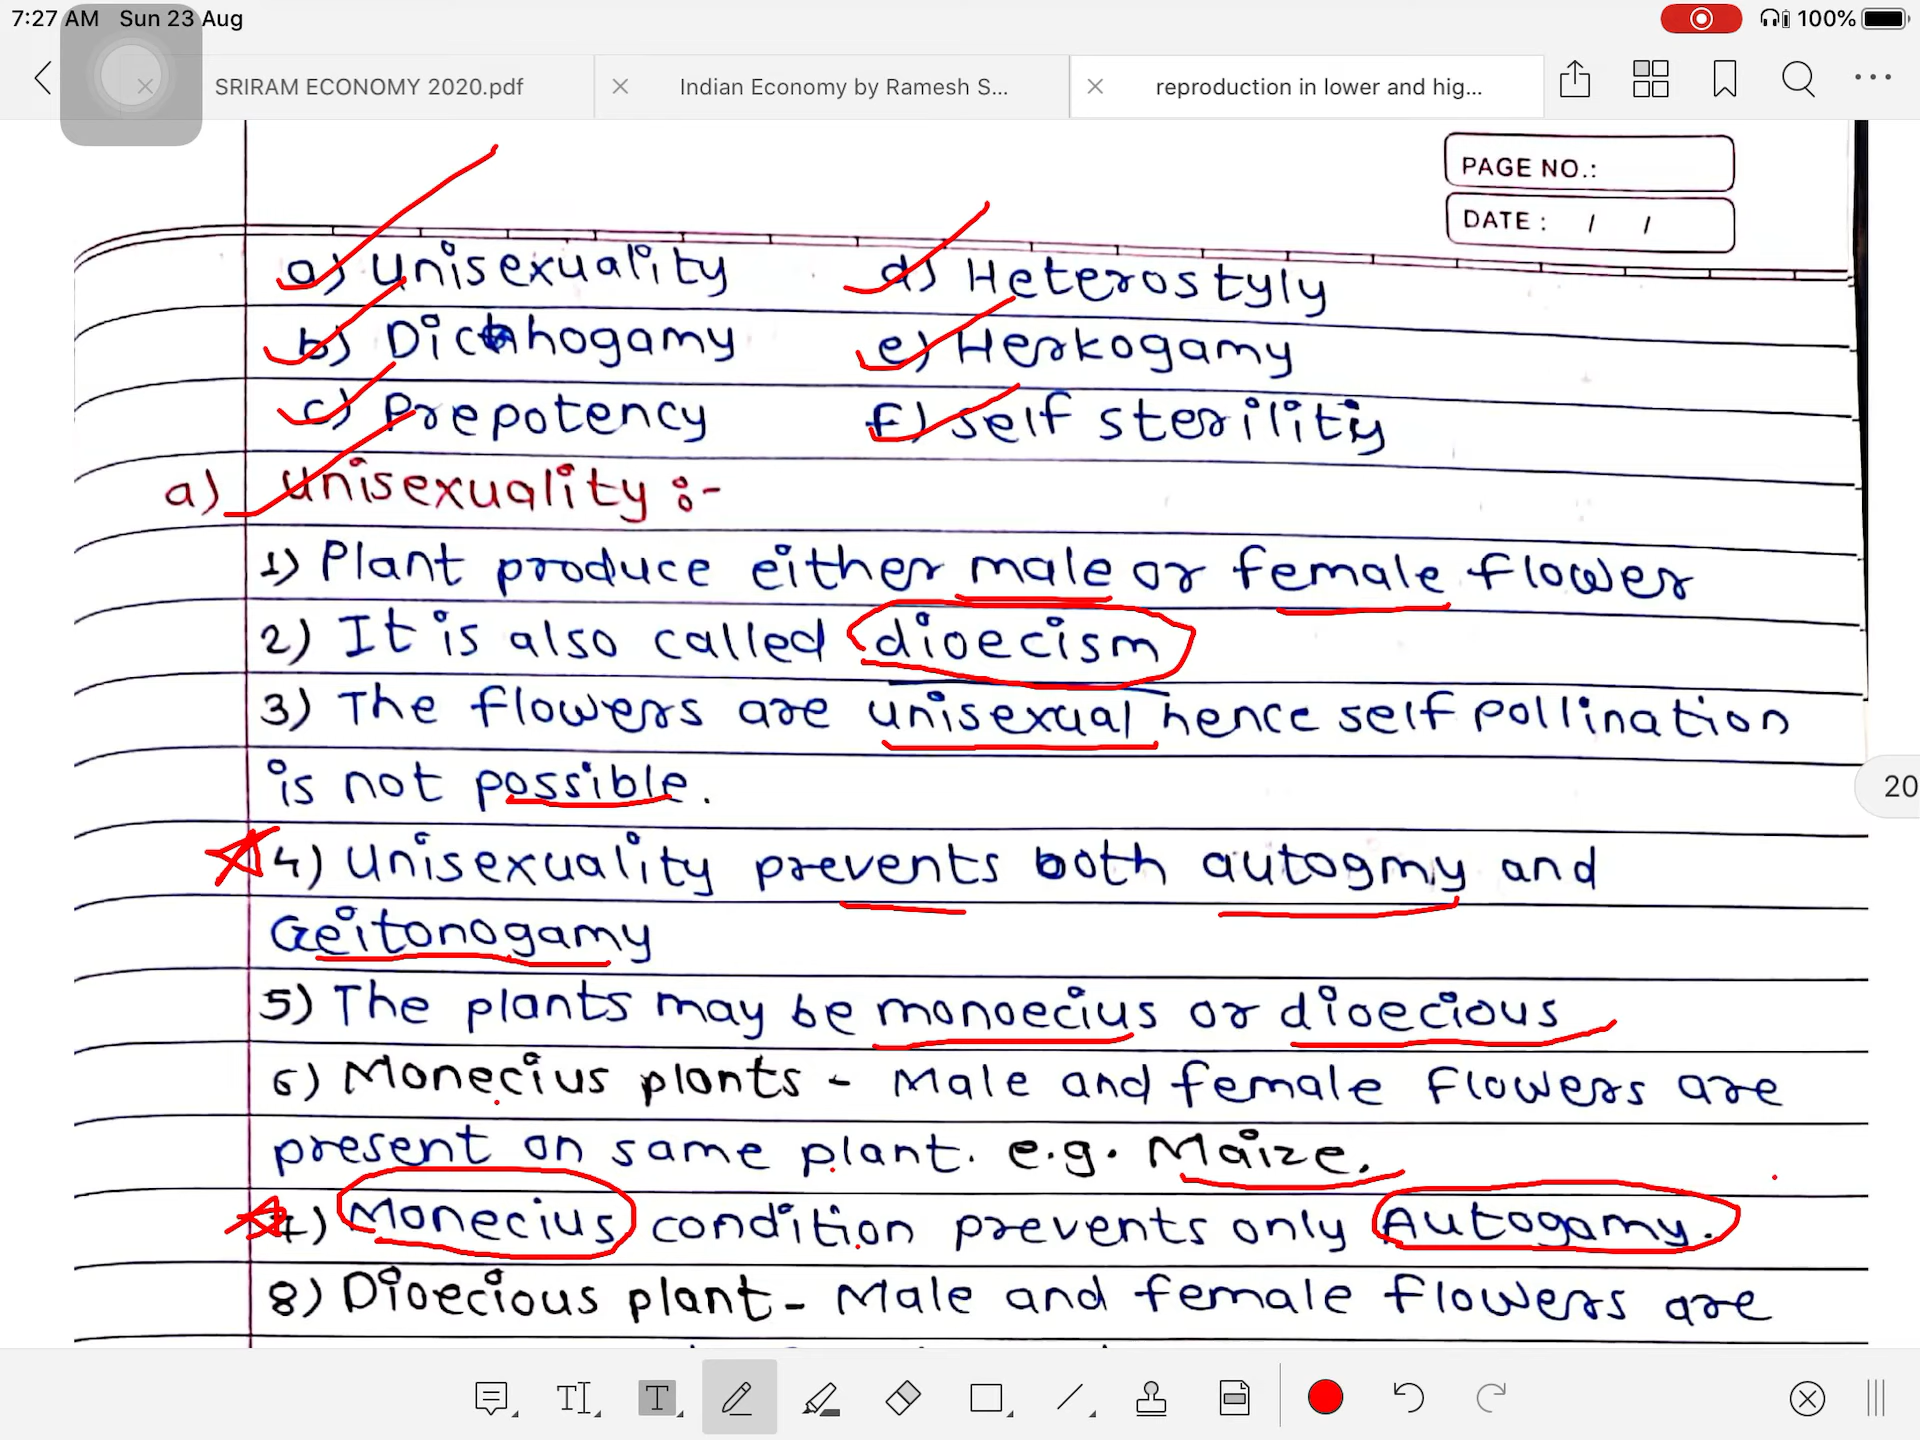 7:27 AM Sun 23 Aug 100%
SRIRAM ECONOMY 2020.pdf Indian Economy by Ramesh S... reproduction in lower and hig...
PAGE NO.:
DATE : / /
a) Unisexuality d) Heterostyly
b) Dichhogamy e) Herkogamy
c) Prepotency f) self sterility
a) Unisexuality :-
1) Plant produce either male or female flower
2) It is also called dioecism
3) The flowers are unisexual hence self pollination
is not possible.
4) Unisexuality prevents both autogmy and
Geitonogamy
5) The plants may be monoecius or dioecious
6) Monecius plants - Male and female flowers are
present on same plant. e.g. Maize.
7) Monecius condition prevents only Autogamy.
8) Dioecious plant - Male and female flowers are
20